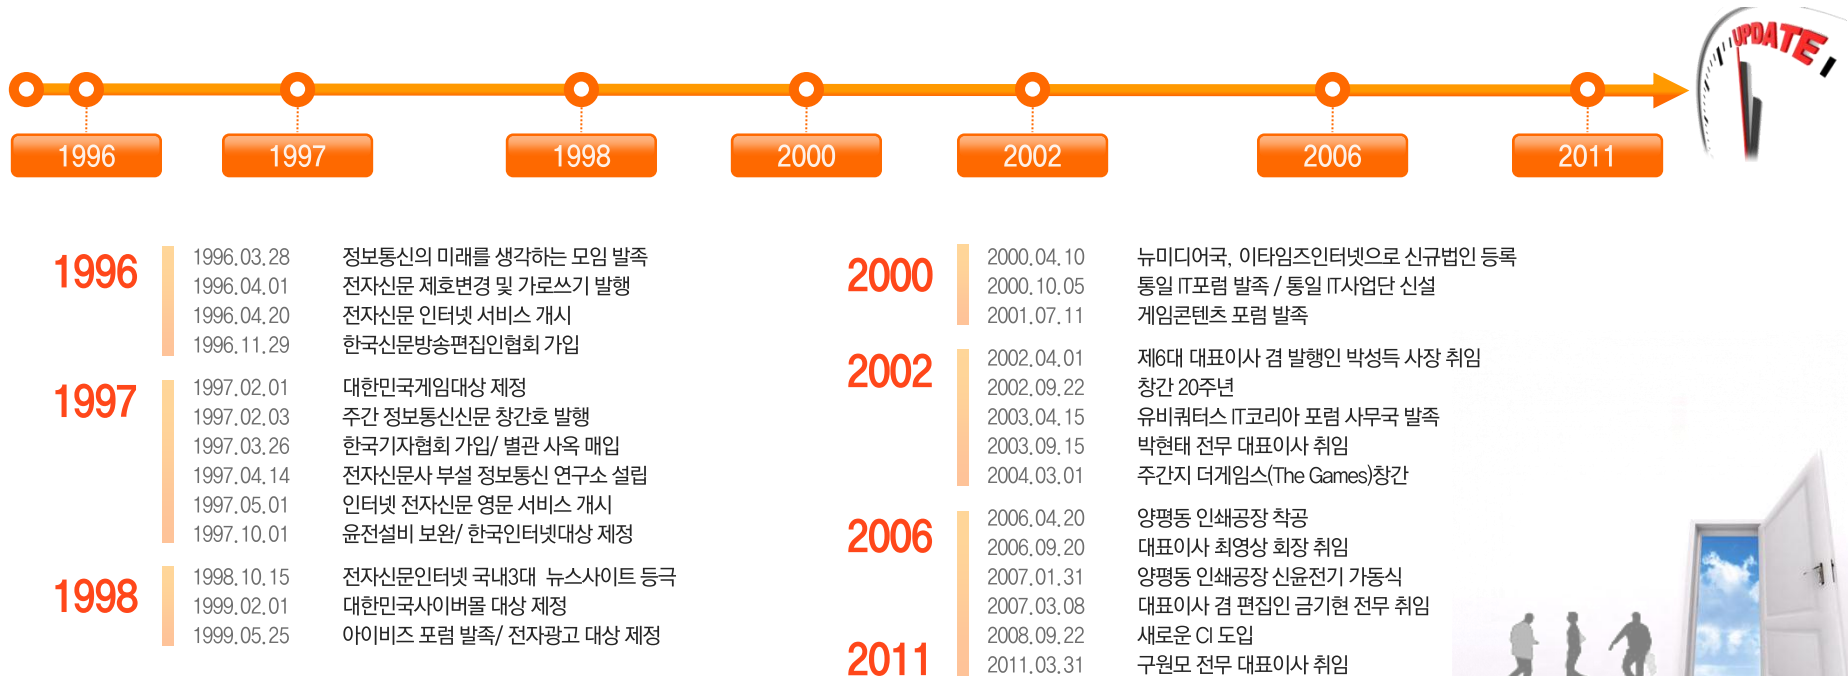 UPDATE
1996 1997 1998 2000 2002 2006 2011
1996
1996.03.28 정보통신의 미래를 생각하는 모임 발족
1996.04.01 전자신문 제호변경 및 가로쓰기 발행
1996.04.20 전자신문 인터넷 서비스 개시
1996.11.29 한국신문방송편집인협회 가입
1997
1997.02.01 대한민국게임대상 제정
1997.02.03 주간 정보통신신문 창간호 발행
1997.03.26 한국기자협회 가입/ 별관 사옥 매입
1997.04.14 전자신문사 부설 정보통신 연구소 설립
1997.05.01 인터넷 전자신문 영문 서비스 개시
1997.10.01 윤전설비 보완/ 한국인터넷대상 제정
1998
1998.10.15 전자신문인터넷 국내3대 뉴스사이트 등극
1999.02.01 대한민국사이버몰 대상 제정
1999.05.25 아이비즈 포럼 발족/ 전자광고 대상 제정
2000
2000.04.10 뉴미디어국, 이타임즈인터넷으로 신규법인 등록
2000.10.05 통일 IT포럼 발족 / 통일 IT사업단 신설
2001.07.11 게임콘텐츠 포럼 발족
2002
2002.04.01 제6대 대표이사 겸 발행인 박성득 사장 취임
2002.09.22 창간 20주년
2003.04.15 유비쿼터스 IT코리아 포럼 사무국 발족
2003.09.15 박현태 전무 대표이사 취임
2004.03.01 주간지 더게임스(The Games)창간
2006
2006.04.20 양평동 인쇄공장 착공
2006.09.20 대표이사 최영상 회장 취임
2007.01.31 양평동 인쇄공장 신윤전기 가동식
2007.03.08 대표이사 겸 편집인 금기현 전무 취임
2008.09.22 새로운 CI 도입
2011
2011.03.31 구원모 전무 대표이사 취임